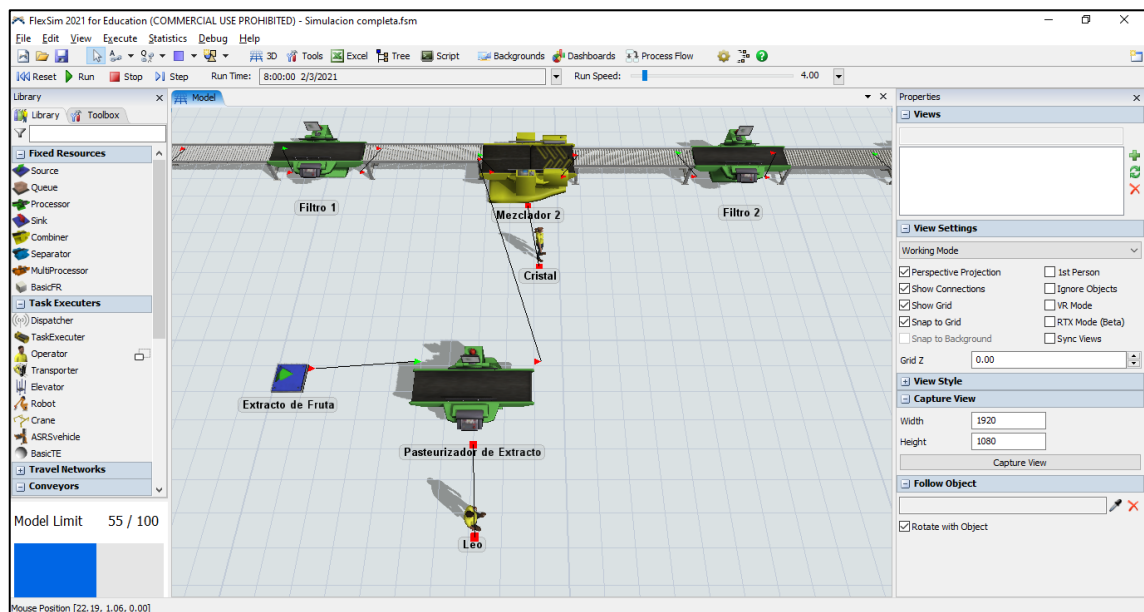 FlexSim 2021 for Education (COMMERCIAL USE PROHIBITED) - Simulacion completa.fsm
File Edit View Execute Statistics Debug Help
3D Tools Excel Tree Script Backgrounds Dashboards Process Flow
Reset Run Stop Step Run Time: 8:00:00 2/3/2021 Run Speed: 4.00
Library
Library Toolbox
Fixed Resources
Source
Queue
Processor
Sink
Combiner
Separator
MultiProcessor
BasicFR
Task Executers
Dispatcher
TaskExecuter
Operator
Transporter
Elevator
Robot
Crane
ASRSvehicle
BasicTE
Travel Networks
Conveyors
Model Limit 55 / 100
Model
Filtro 1
Mezclador 2
Filtro 2
Cristal
Extracto de Fruta
Pasteurizador de Extracto
Leo
Properties
Views
View Settings
Working Mode
Perspective Projection 1st Person
Show Connections Ignore Objects
Show Grid VR Mode
Snap to Grid RTX Mode (Beta)
Snap to Background Sync Views
Grid Z 0.00
View Style
Capture View
Width 1920
Height 1080
Capture View
Follow Object
Rotate with Object
Mouse Position [22.19, 1.06, 0.00]